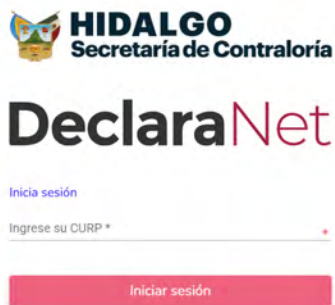 HIDALGO
Secretaría de Contraloría
DeclaraNet
Inicia sesión
Ingrese su CURP *
*
Iniciar sesión